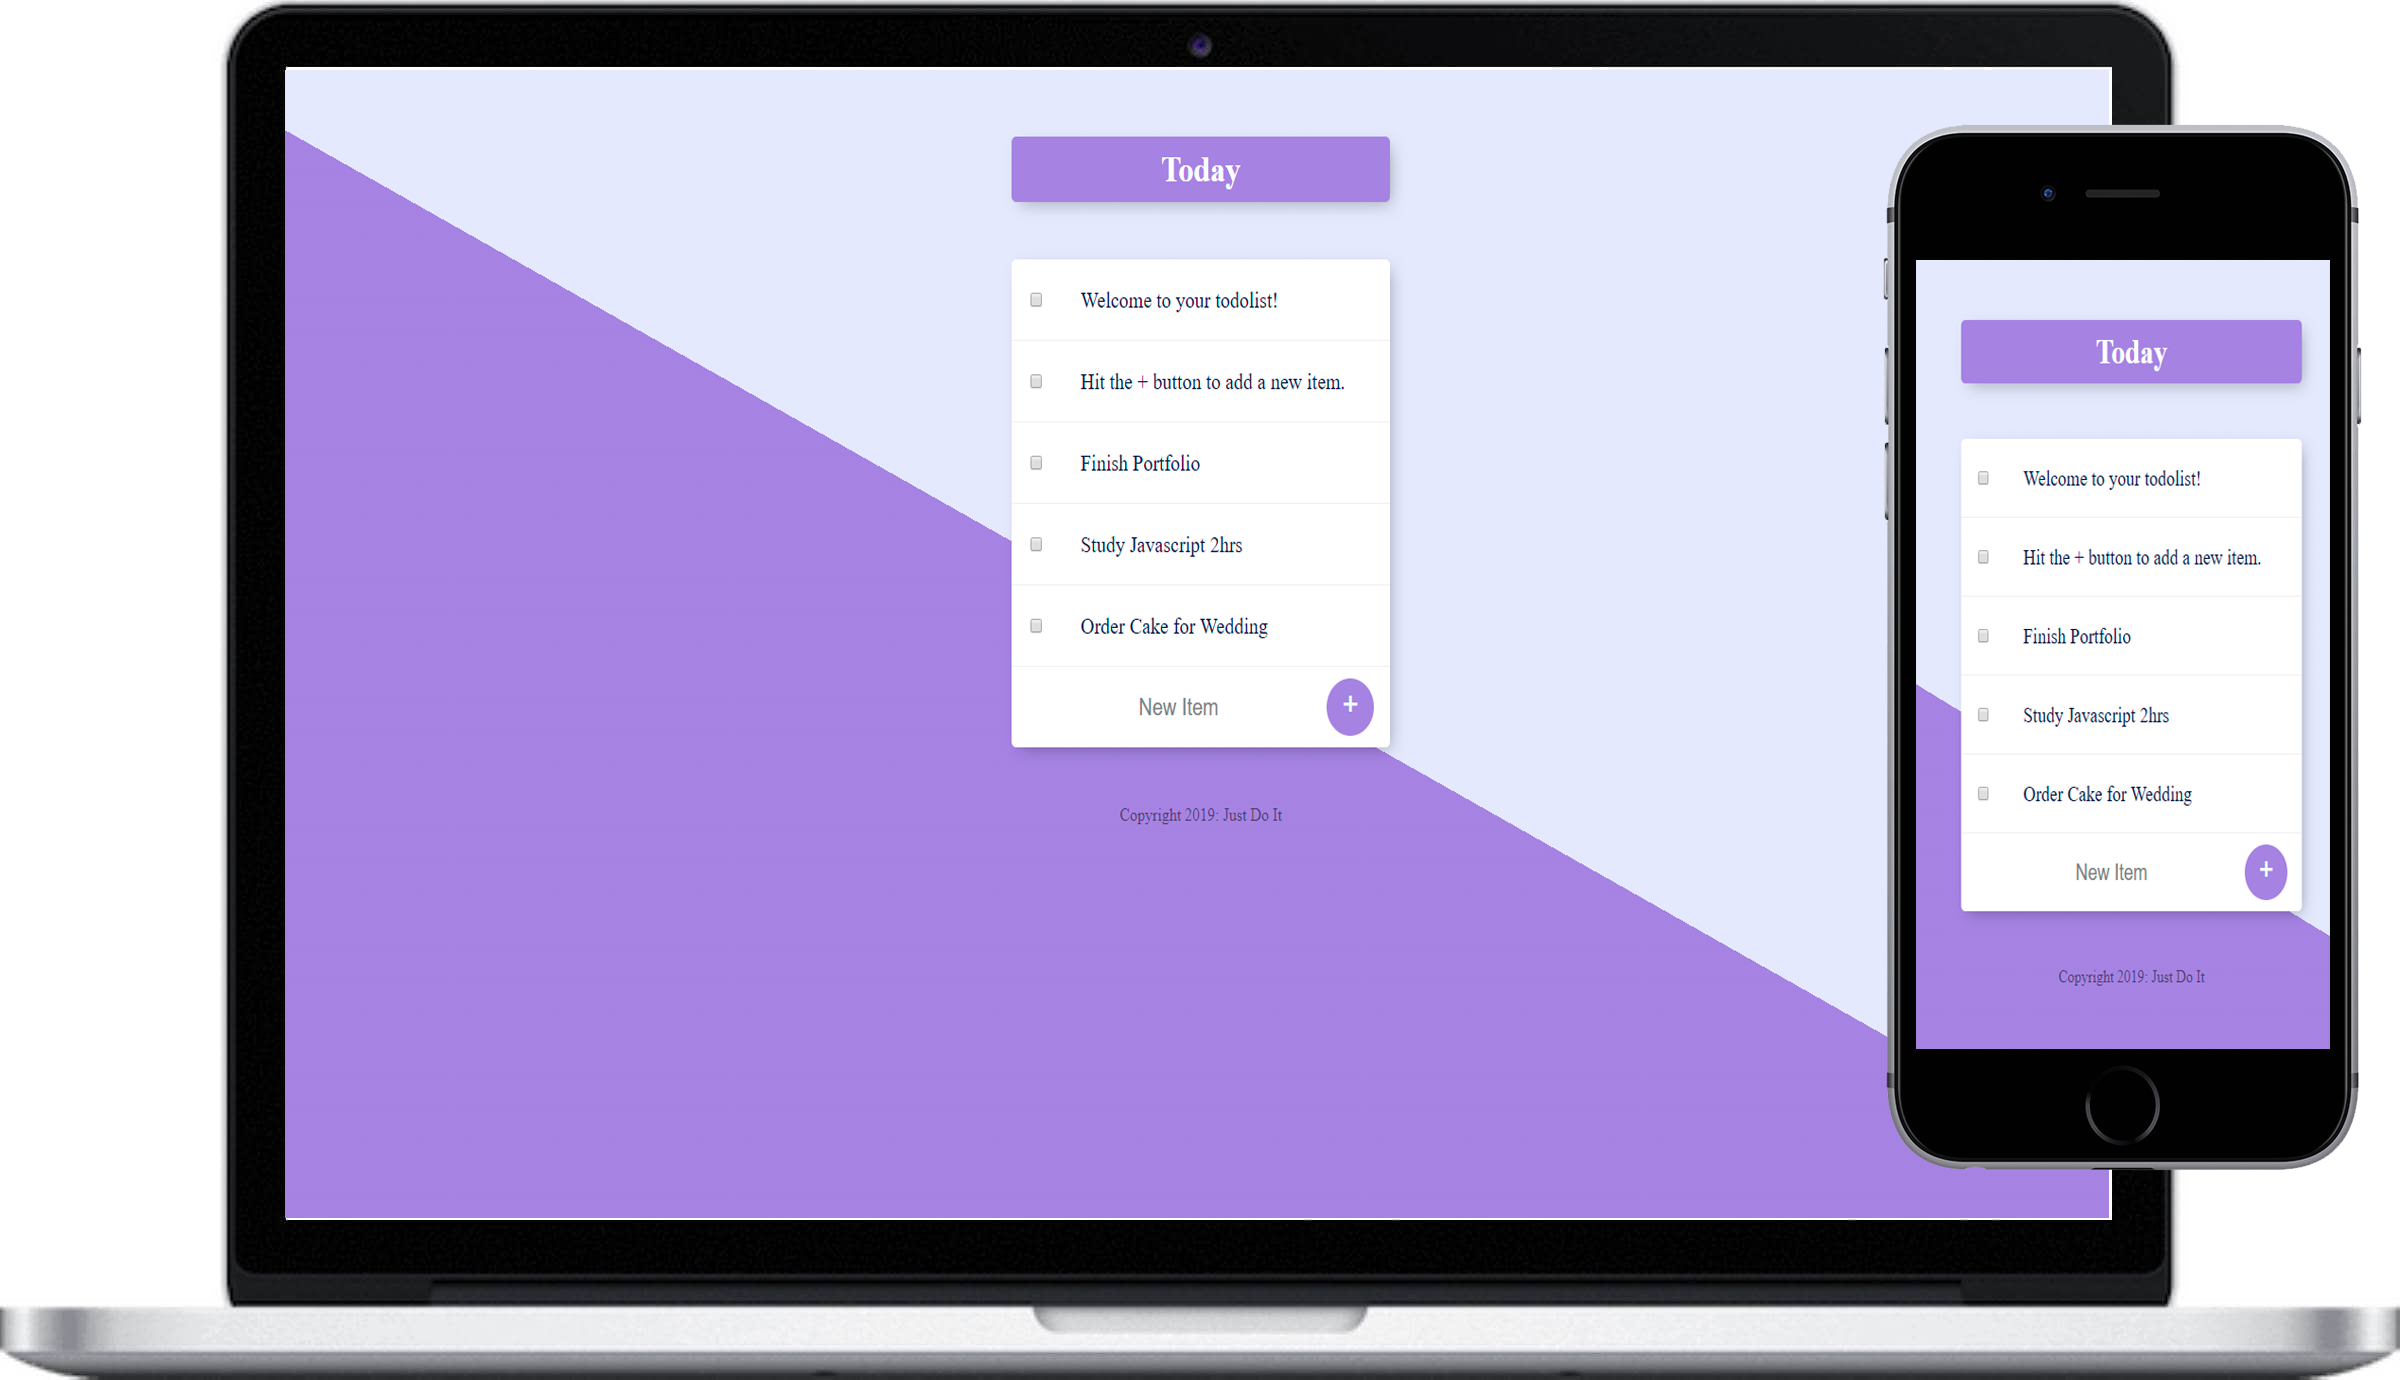 Today
Welcome to your todolist!
Hit the + button to add a new item.
Finish Portfolio
Study Javascript 2hrs
Order Cake for Wedding
New Item +
Copyright 2019: Just Do It
Today
Welcome to your todolist!
Hit the + button to add a new item.
Finish Portfolio
Study Javascript 2hrs
Order Cake for Wedding
New Item +
Copyright 2019: Just Do It